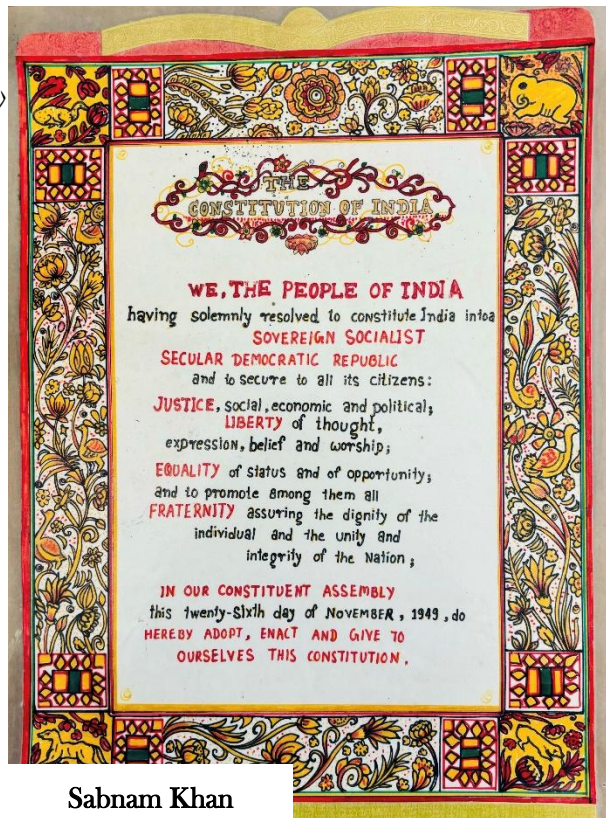 THE
CONSTITUTION OF INDIA
WE, THE PEOPLE OF INDIA
having solemnly resolved to constitute India intoa
SOVEREIGN SOCIALIST
SECULAR DEMOCRATIC REPUBLIC
and to secure to all its citizens:
JUSTICE, social, economic and political;
LIBERTY of thought,
expression, belief and worship;
EQUALITY of status and of opportunity;
and to promote among them all
FRATERNITY assuring the dignity of the
individual and the unity and
integrity of the Nation;
IN OUR CONSTITUENT ASSEMBLY
this twenty-Sixth day of NOVEMBER, 1949, do
HEREBY ADOPT, ENACT AND GIVE TO
OURSELVES THIS CONSTITUTION.
Sabnam Khan